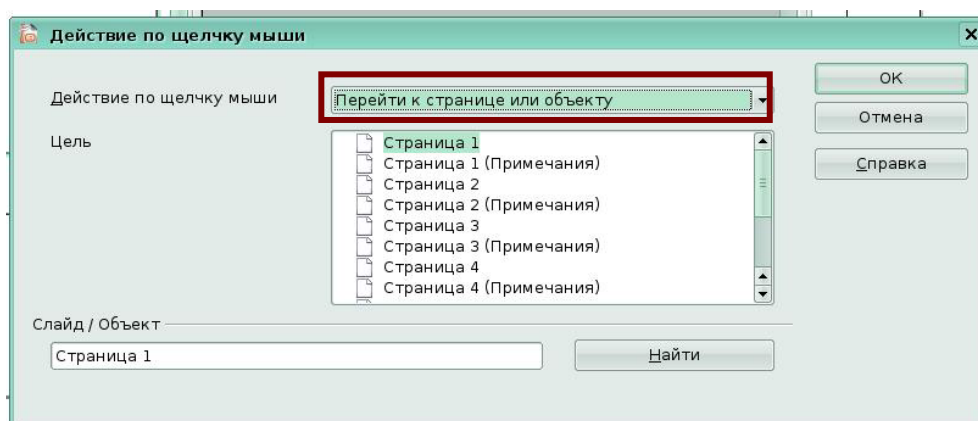 Действие по щелчку мыши
Действие по щелчку мыши
Перейти к странице или объекту
ОК
Отмена
Справка
Цель
Страница 1
Страница 1 (Примечания)
Страница 2
Страница 2 (Примечания)
Страница 3
Страница 3 (Примечания)
Страница 4
Страница 4 (Примечания)
Слайд / Объект
Страница 1
Найти